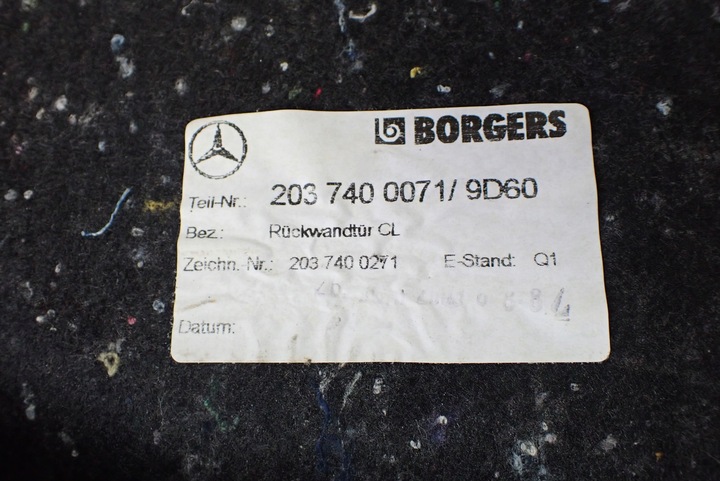 BORGERS
Teil-Nr.: 203 740 0071/ 9D60
Bez.: Rückwandtür CL
Zeichn.-Nr.: 203 740 0271 E-Stand: Q1
Datum: